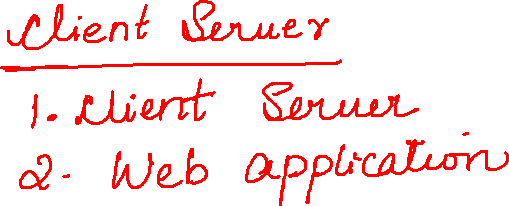 Client Server
1. Client Server
2. Web application